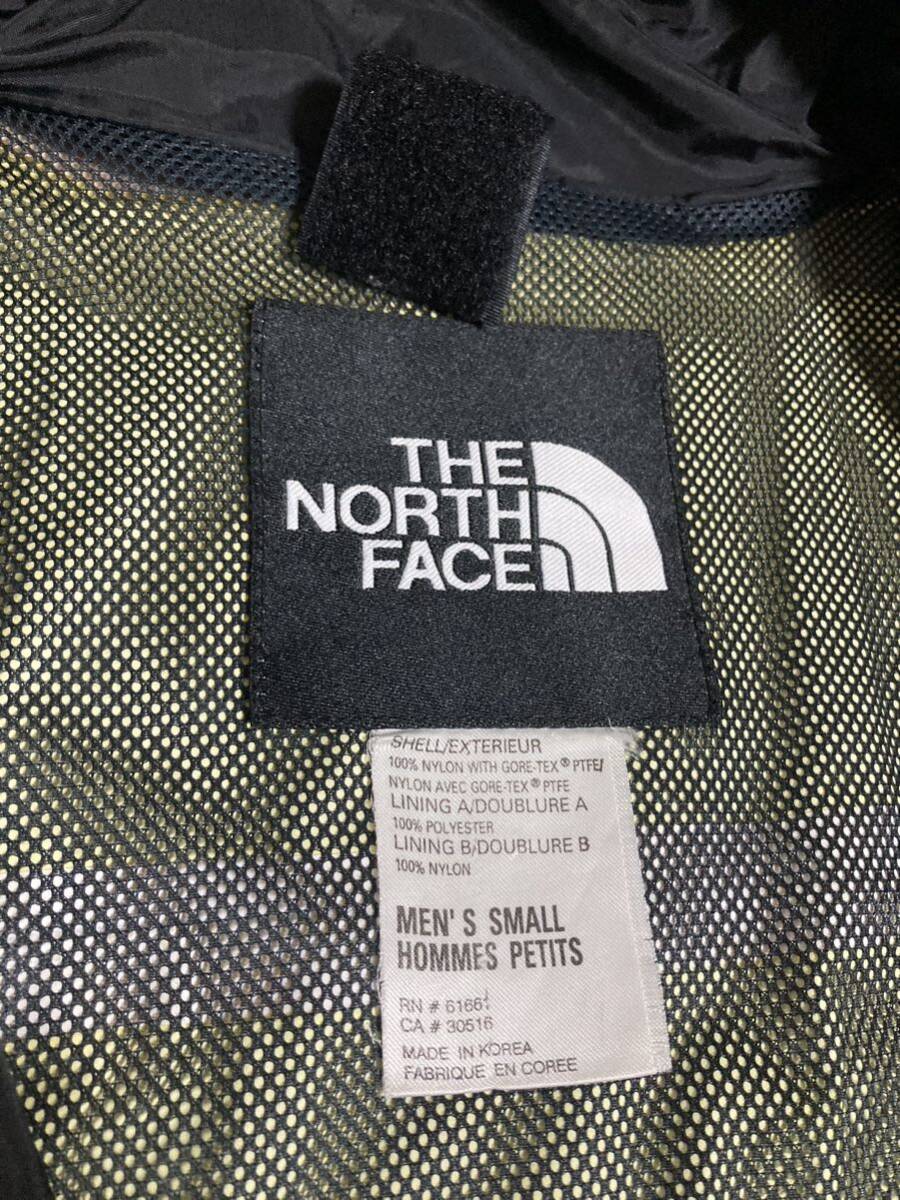 THE
NORTH
FACE
SHELL/EXTERIEUR
100% NYLON WITH GORE-TEX® PTFE/
NYLON AVEC GORE-TEX® PTFE
LINING A/DOUBLURE A
100% POLYESTER
LINING B/DOUBLURE B
100% NYLON
MEN'S SMALL
HOMMES PETITS
RN #
CA # 30516
MADE IN KOREA
FABRIQUE EN COREE